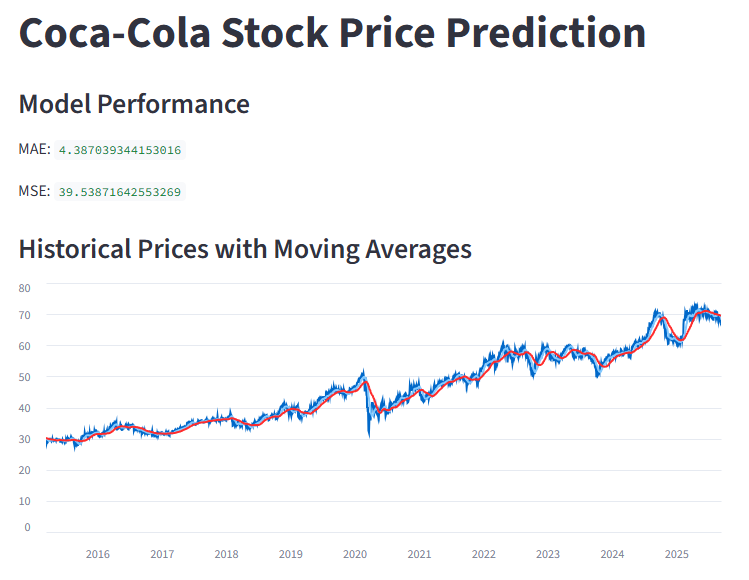 Coca-Cola Stock Price Prediction
Model Performance
MAE: 4.387039344153016
MSE: 39.53871642553269
Historical Prices with Moving Averages
80
70
60
50
40
30
20
10
0
2016 2017 2018 2019 2020 2021 2022 2023 2024 2025